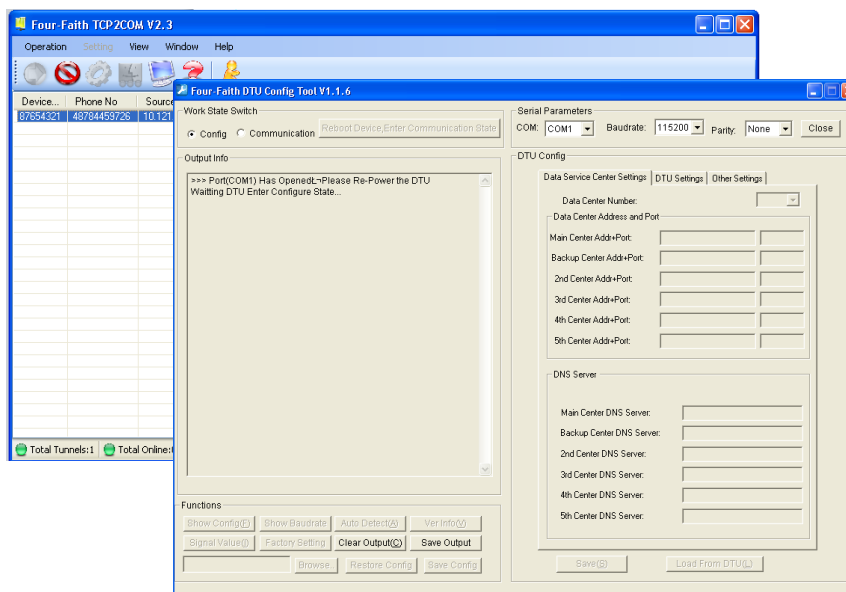 Four-Faith TCP2COM V2.3
Operation Setting View Window Help
Device... Phone No Source
87654321 48784459726 10.121
Total Tunnels:1 Total Online:
Four-Faith DTU Config Tool V1.1.6
Work State Switch
Config Communication Reboot Device,Enter Communication State
Output Info
>>> Port(COM1) Has OpenedŁ¬Please Re-Power the DTU
Waitting DTU Enter Configure State...
Functions
Show Config(F) Show Baudrate Auto Detect(A) Ver Info(V)
Signal Value(I) Factory Setting Clear Output(C) Save Output
Browse.. Restore Config Save Config
Serial Parameters
COM: COM1 Baudrate: 115200 Parity: None Close
DTU Config
Data Service Center Settings DTU Settings Other Settings
Data Center Number:
Data Center Address and Port
Main Center Addr+Port:
Backup Center Addr+Port:
2nd Center Addr+Port:
3rd Center Addr+Port:
4th Center Addr+Port:
5th Center Addr+Port:
DNS Server
Main Center DNS Server:
Backup Center DNS Server:
2nd Center DNS Server:
3rd Center DNS Server:
4th Center DNS Server:
5th Center DNS Server:
Save(S) Load From DTU(L)